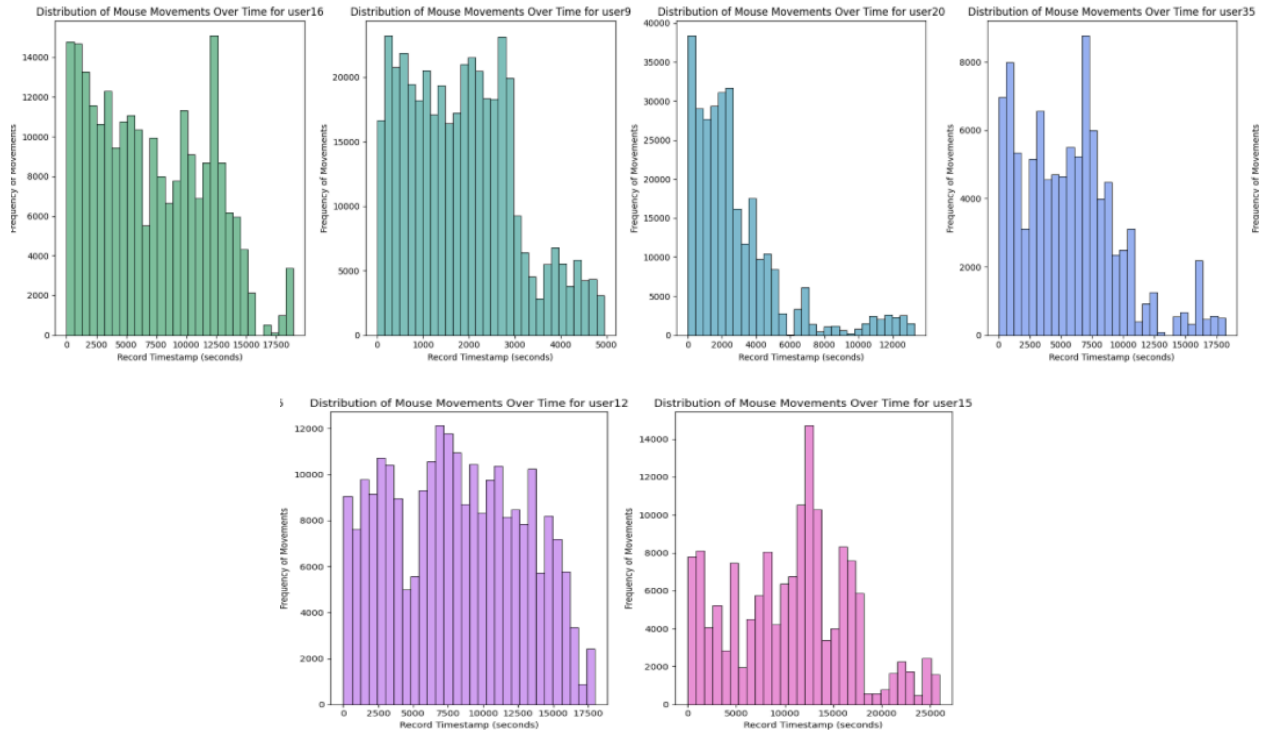 Distribution of Mouse Movements Over Time for user16
Frequency of Movements
14000
12000
10000
8000
6000
4000
2000
0
0 2500 5000 7500 10000 12500 15000 17500
Record Timestamp (seconds)
Distribution of Mouse Movements Over Time for user9
Frequency of Movements
20000
15000
10000
5000
0
0 1000 2000 3000 4000 5000
Record Timestamp (seconds)
Distribution of Mouse Movements Over Time for user20
Frequency of Movements
40000
35000
30000
25000
20000
15000
10000
5000
0
0 2000 4000 6000 8000 10000 12000
Record Timestamp (seconds)
Distribution of Mouse Movements Over Time for user35
Frequency of Movements
8000
6000
4000
2000
0
0 2500 5000 7500 10000 12500 15000 17500
Record Timestamp (seconds)
Frequency of Movements
Distribution of Mouse Movements Over Time for user12
Frequency of Movements
12000
10000
8000
6000
4000
2000
0
0 2500 5000 7500 10000 12500 15000 17500
Record Timestamp (seconds)
Distribution of Mouse Movements Over Time for user15
Frequency of Movements
14000
12000
10000
8000
6000
4000
2000
0
0 5000 10000 15000 20000 25000
Record Timestamp (seconds)